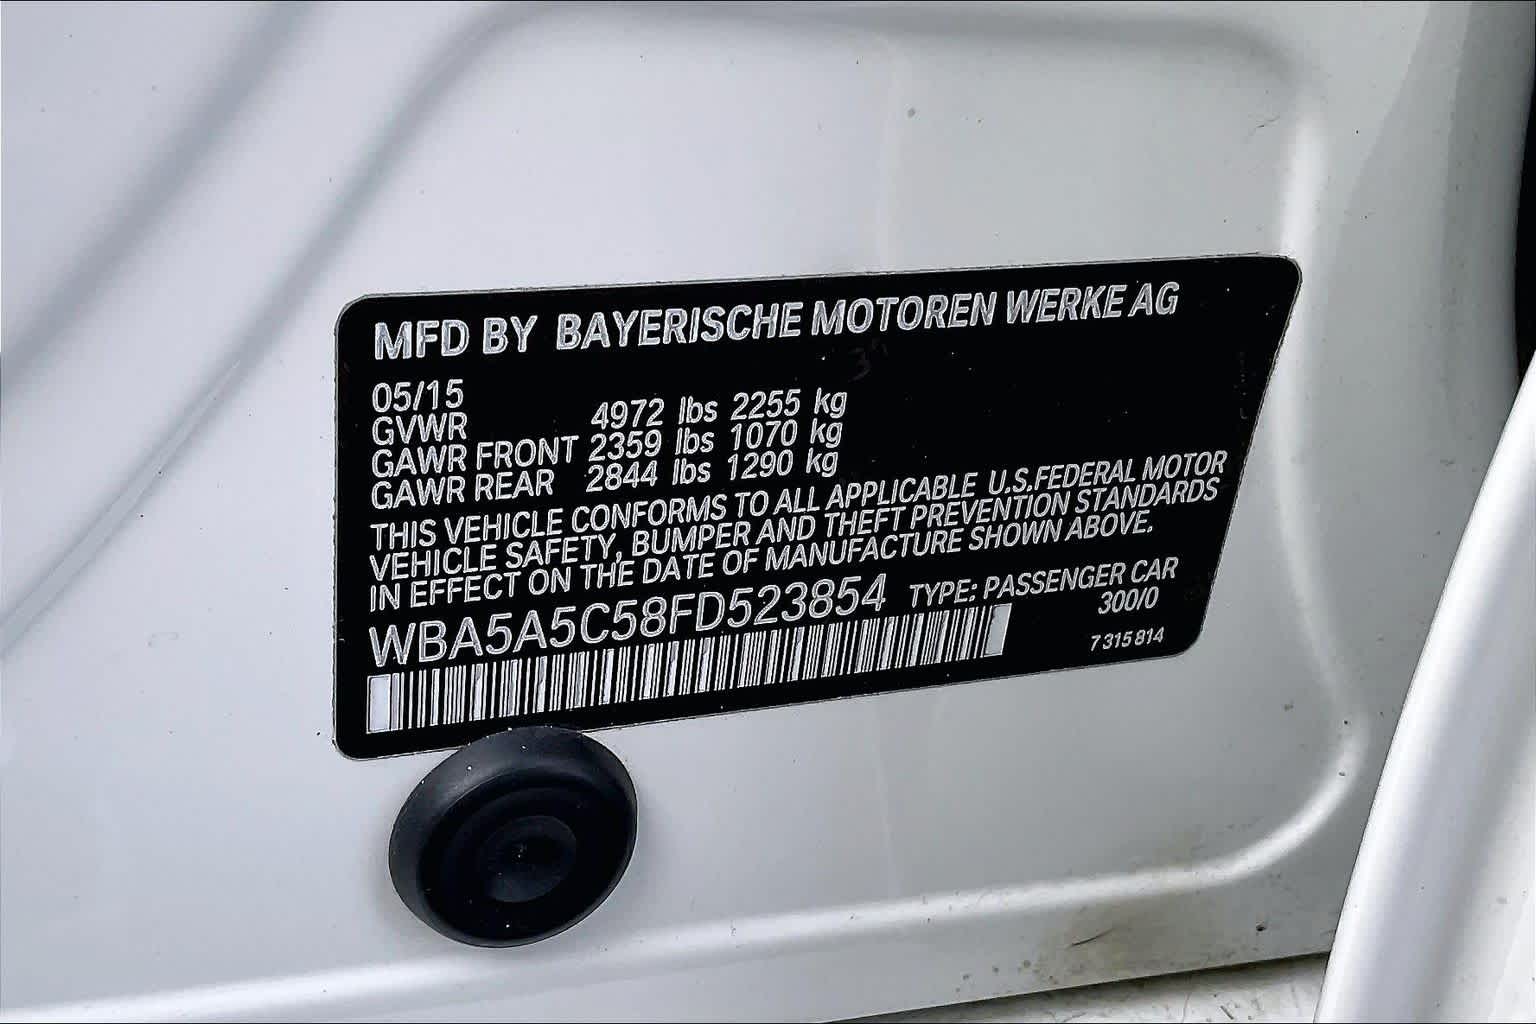 MFD BY BAYERISCHE MOTOREN WERKE AG
05/15
GVWR 4972 lbs 2255 kg
GAWR FRONT 2359 lbs 1070 kg
GAWR REAR 2844 lbs 1290 kg
THIS VEHICLE CONFORMS TO ALL APPLICABLE U.S.FEDERAL MOTOR
VEHICLE SAFETY, BUMPER AND THEFT PREVENTION STANDARDS
IN EFFECT ON THE DATE OF MANUFACTURE SHOWN ABOVE.
WBA5A5C58FD523854 TYPE: PASSENGER CAR
300/0
7 315 814